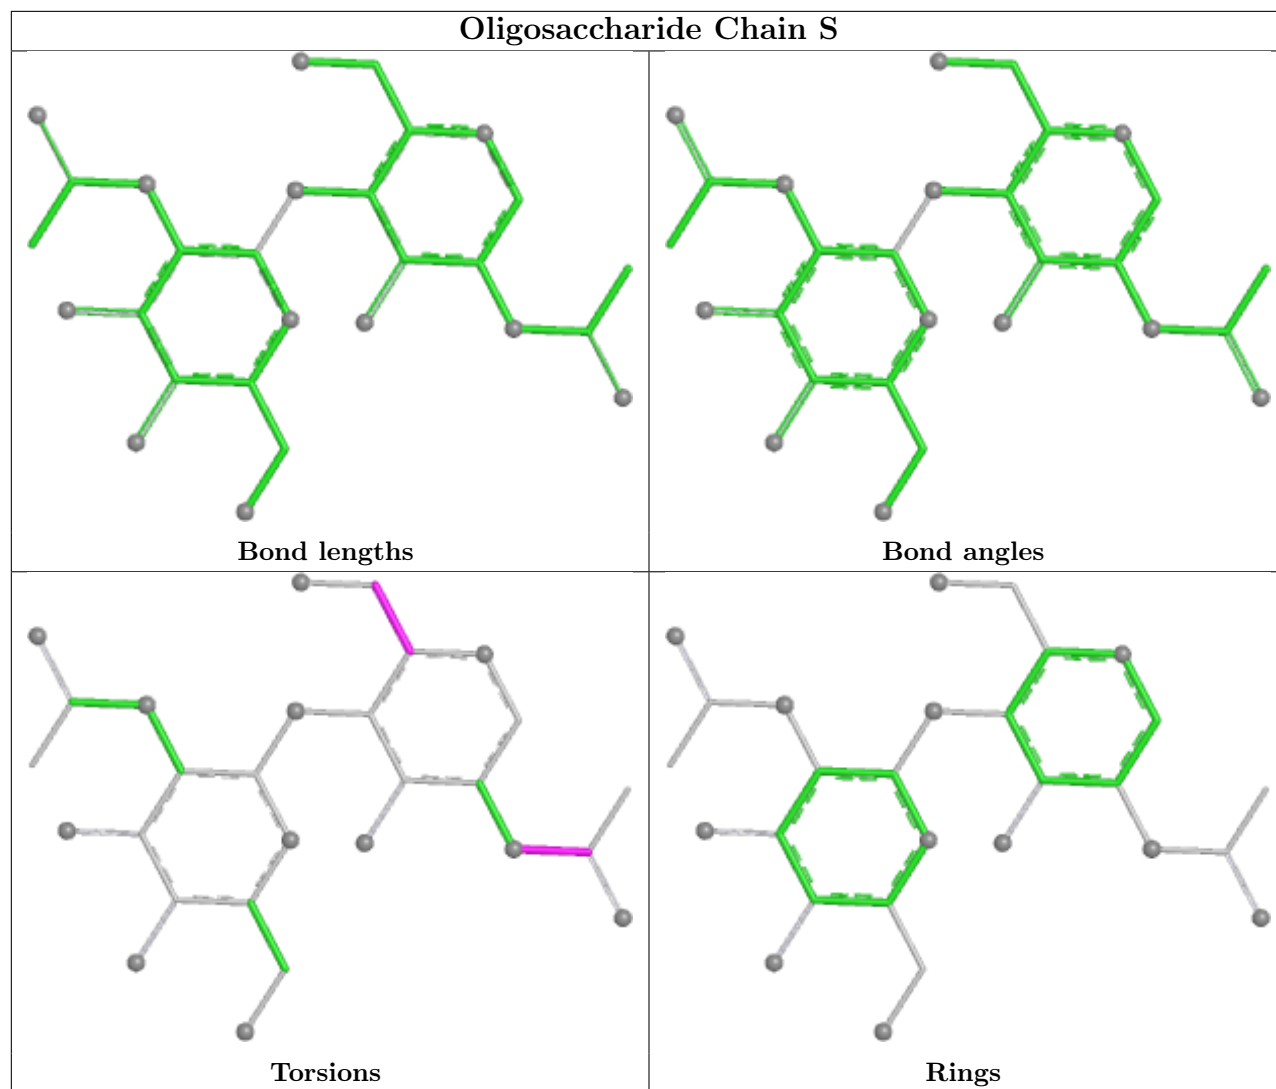 Oligosaccharide Chain S
Bond lengths
Bond angles
Torsions
Rings